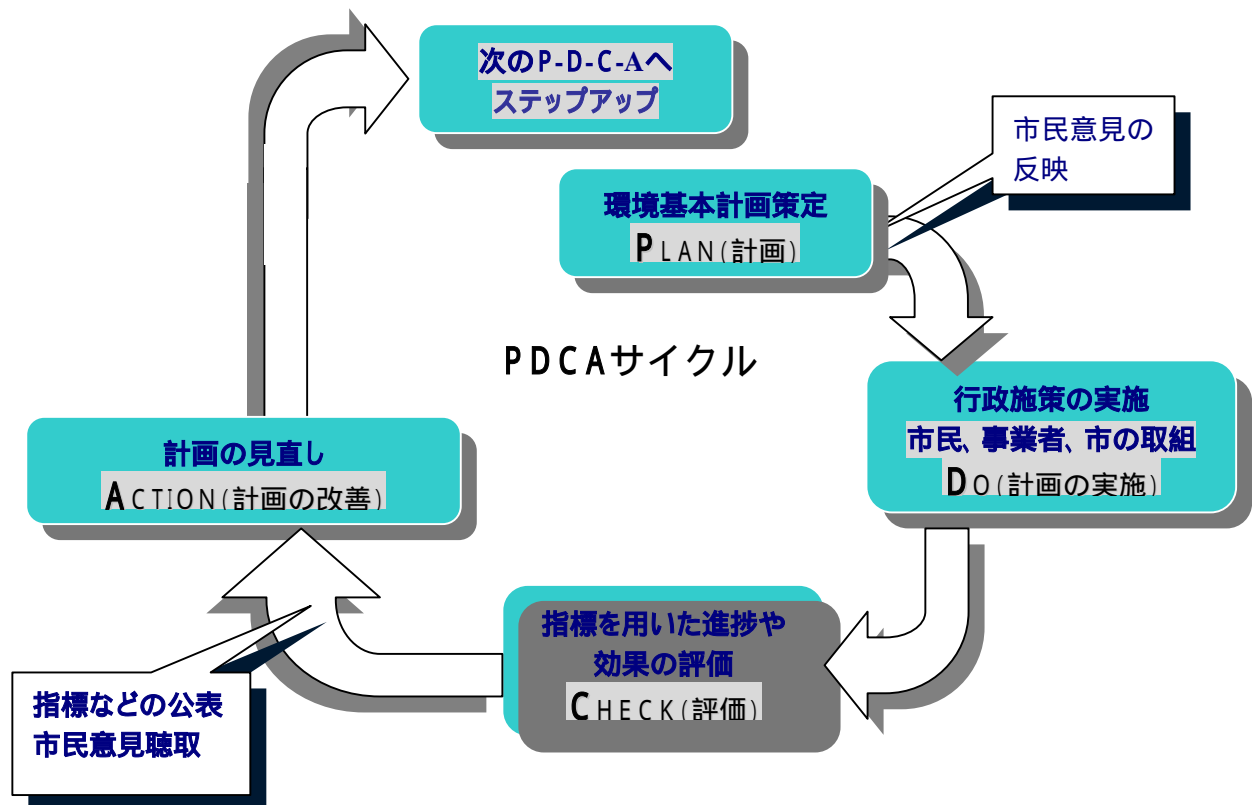 次のP-D-C-Aへ
ステップアップ
市民意見の
反映
環境基本計画策定
PLAN(計画)
PDCAサイクル
行政施策の実施
市民、事業者、市の取組
DO(計画の実施)
計画の見直し
ACTION(計画の改善)
指標を用いた進捗や
効果の評価
CHECK(評価)
指標などの公表
市民意見聴取